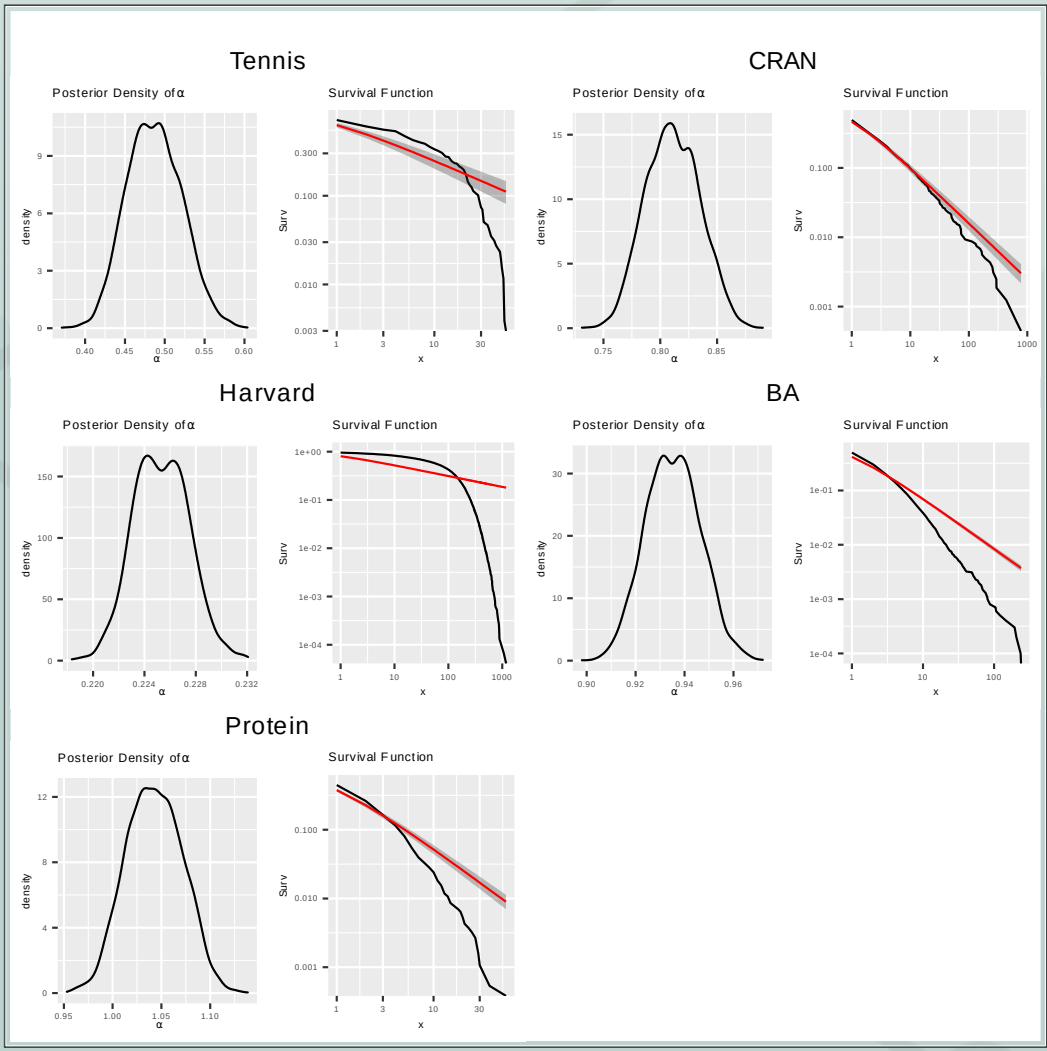 Tennis
Posterior Density of α
density
9
6
3
0
0.40 0.45 0.50 0.55 0.60
α
Survival Function
Surv
0.300
0.100
0.030
0.010
0.003
1 3 10 30
x
CRAN
Posterior Density of α
density
15
10
5
0
0.75 0.80 0.85
α
Survival Function
Surv
0.100
0.010
0.001
1 10 100 1000
x
Harvard
Posterior Density of α
density
150
100
50
0
0.220 0.224 0.228 0.232
α
Survival Function
Surv
1e+00
1e-01
1e-02
1e-03
1e-04
1 10 100 1000
x
BA
Posterior Density of α
density
30
20
10
0
0.90 0.92 0.94 0.96
α
Survival Function
Surv
1e-01
1e-02
1e-03
1e-04
1 10 100
x
Protein
Posterior Density of α
density
12
8
4
0
0.95 1.00 1.05 1.10
α
Survival Function
Surv
0.100
0.010
0.001
1 3 10 30
x